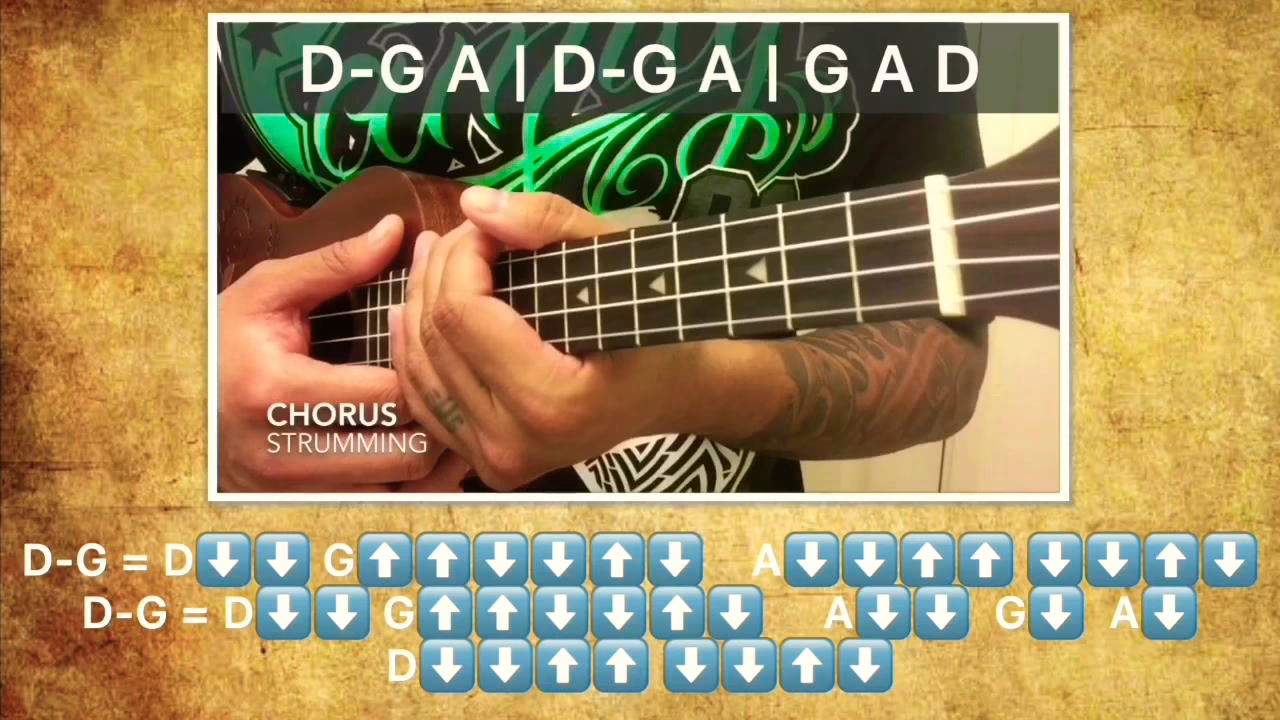 D-G A | D-G A | G A D
CHORUS
STRUMMING
D-G = D⬇️⬇️ G⬆️⬆️⬇️⬇️⬆️⬇️ A⬇️⬇️⬆️⬆️ ⬇️⬇️⬆️⬇️
D-G = D⬇️⬇️ G⬆️⬆️⬇️⬇️⬆️⬇️ A⬇️⬇️ G⬇️ A⬇️
D⬇️⬇️⬆️⬆️ ⬇️⬇️⬆️⬇️